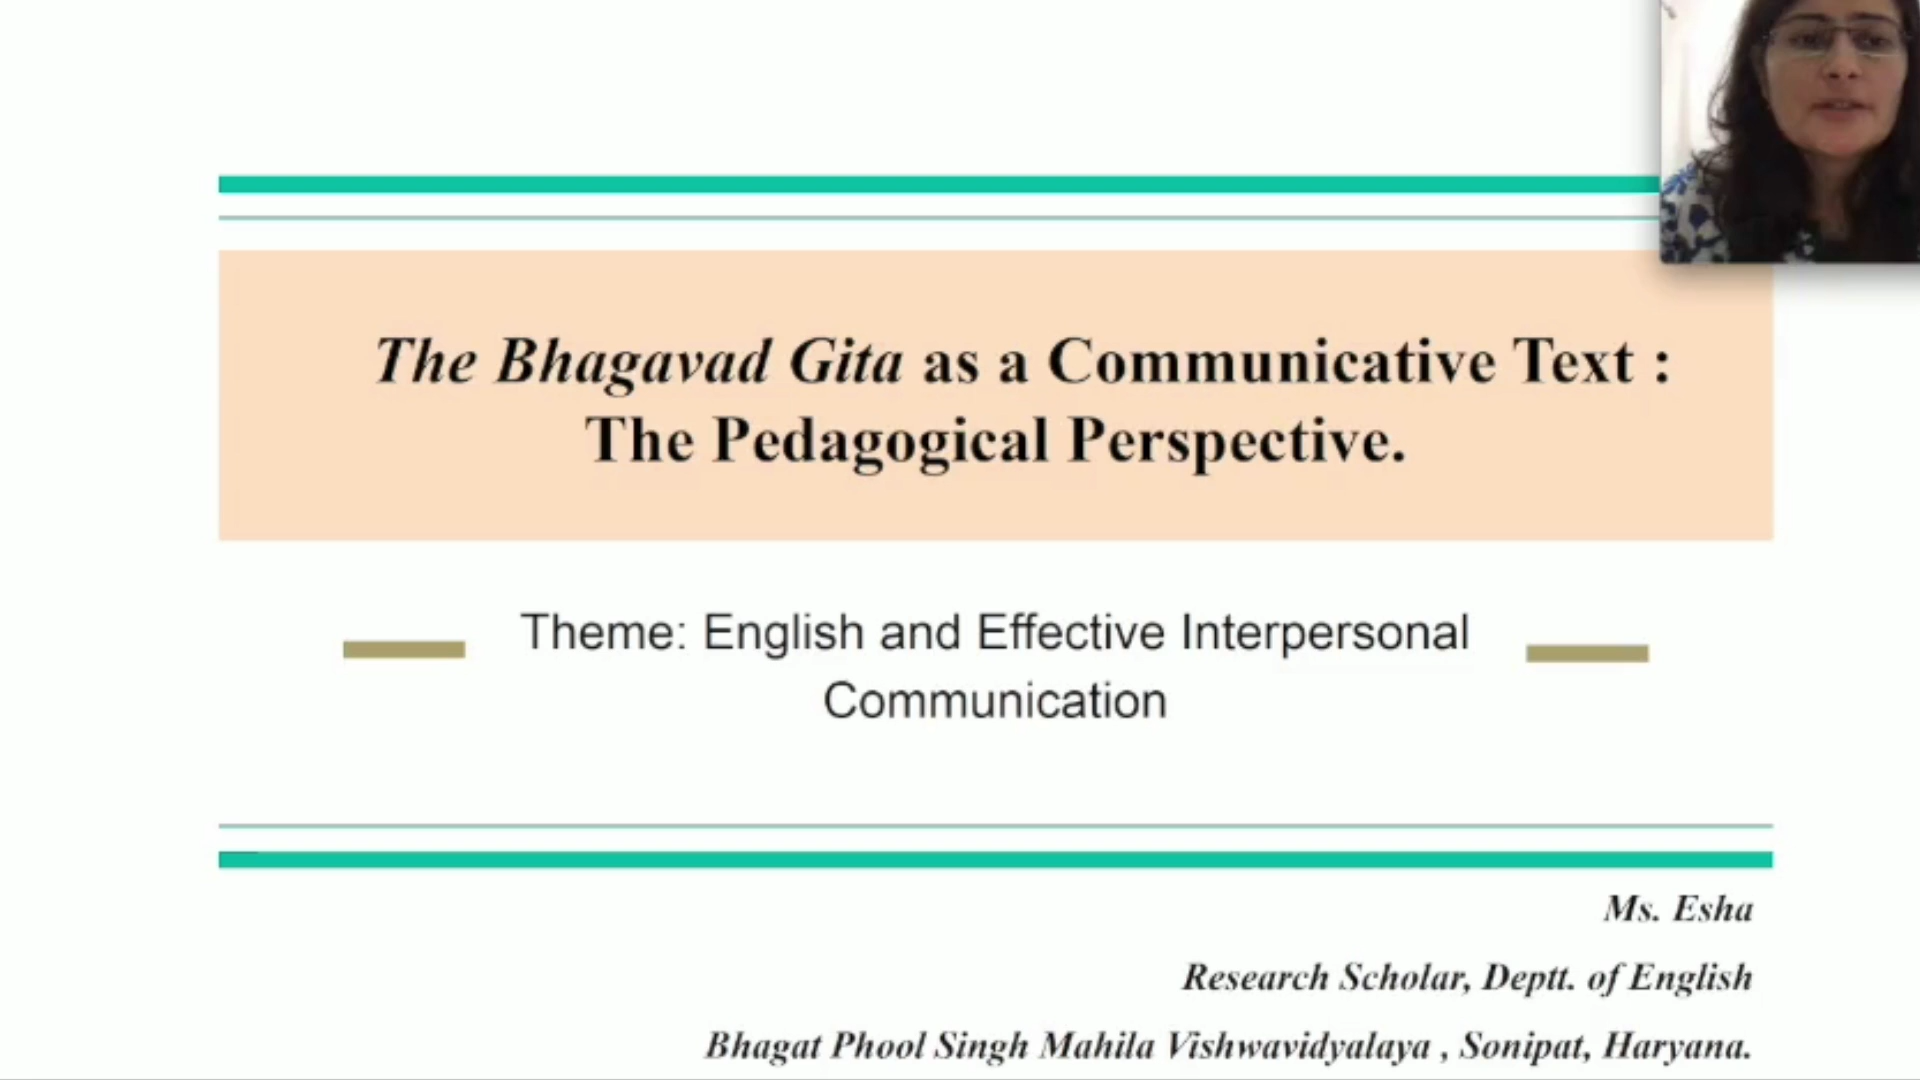 The Bhagavad Gita as a Communicative Text :
The Pedagogical Perspective.
Theme: English and Effective Interpersonal
Communication
Ms. Esha
Research Scholar, Deptt. of English
Bhagat Phool Singh Mahila Vishwavidyalaya , Sonipat, Haryana.